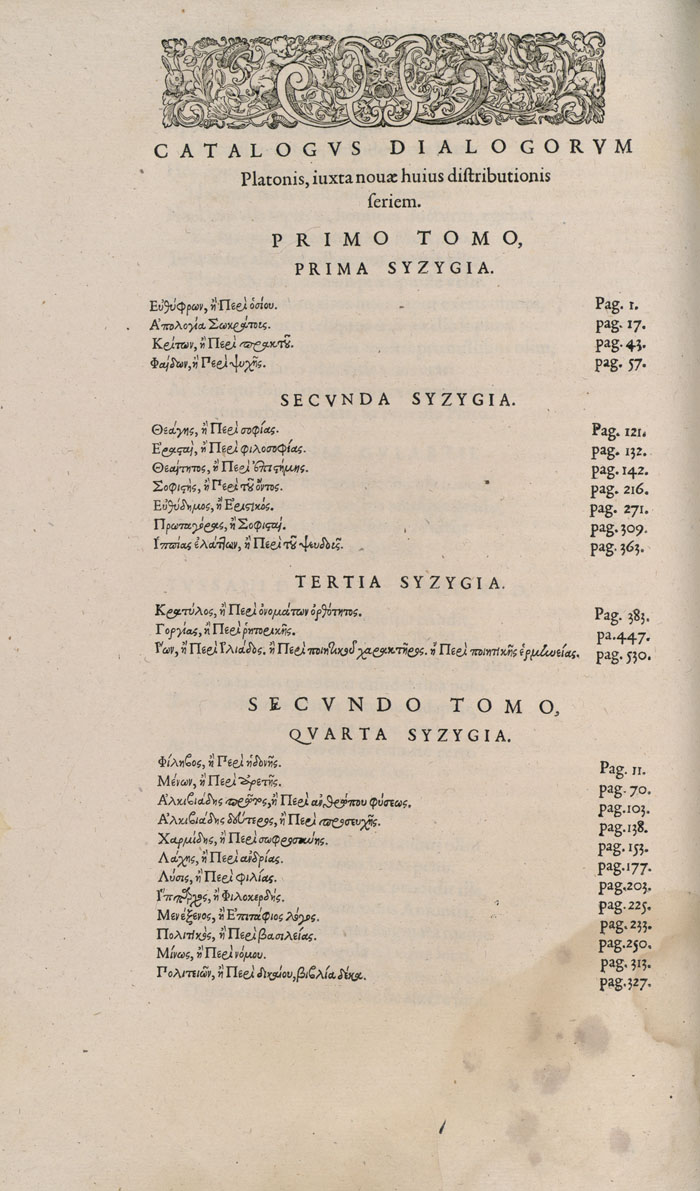 CATALOGVS DIALOGORVM
Platonis, iuxta nouæ huius distributionis
seriem.
PRIMO TOMO,
PRIMA SYZYGIA.
Εὐθύφρων, ἢ Περὶ ὁσίου. Pag. 1.
Ἀπολογία Σωκράτους. pag. 17.
Κρίτων, ἢ Περὶ πρακτοῦ. pag. 43.
Φαίδων, ἢ Περὶ ψυχῆς. pag. 57.
SECVNDA SYZYGIA.
Θεάγης, ἢ Περὶ σοφίας. Pag. 121.
Ἐρασταὶ, ἢ Περὶ φιλοσοφίας. pag. 132.
Θεαίτητος, ἢ Περὶ ἐπιστήμης. pag. 142.
Σοφιστὴς, ἢ Περὶ τοῦ ὄντος. pag. 216.
Εὐθύδημος, ἢ Ἐριστικός. pag. 271.
Πρωταγόρας, ἢ Σοφισταί. pag. 309.
Ἱππίας ἐλάττων, ἢ Περὶ τοῦ ψευδοῦς. pag. 363.
TERTIA SYZYGIA.
Κρατύλος, ἢ Περὶ ὀνομάτων ὀρθότητος. Pag. 383.
Γοργίας, ἢ Περὶ ῥητορικῆς. pa. 447.
Ἴων, ἢ Περὶ Ἰλιάδος. ἢ Περὶ ποιητικοῦ χαρακτῆρος. ἢ Περὶ ποιητικῆς ἑρμηνείας. pag. 530.
SECVNDO TOMO,
QVARTA SYZYGIA.
Φίληβος, ἢ Περὶ ἡδονῆς. Pag. 11.
Μένων, ἢ Περὶ ἀρετῆς. pag. 70.
Ἀλκιβιάδης πρῶτος, ἢ Περὶ ἀνθρώπου φύσεως. pag. 103.
Ἀλκιβιάδης δεύτερος, ἢ Περὶ προσευχῆς. pag. 138.
Χαρμίδης, ἢ Περὶ σωφροσύνης. pag. 153.
Λάχης, ἢ Περὶ ἀνδρίας. pag. 177.
Λύσις, ἢ Περὶ φιλίας. pag. 203.
Ἵππαρχος, ἢ Φιλοκερδής. pag. 225.
Μενέξενος, ἢ Ἐπιτάφιος λόγος. pag. 233.
Πολιτικὸς, ἢ Περὶ βασιλείας. pag. 250.
Μίνως, ἢ Περὶ νόμου. pag. 313.
Πολιτειῶν, ἢ Περὶ δικαίου, βιβλία δέκα. pag. 327.